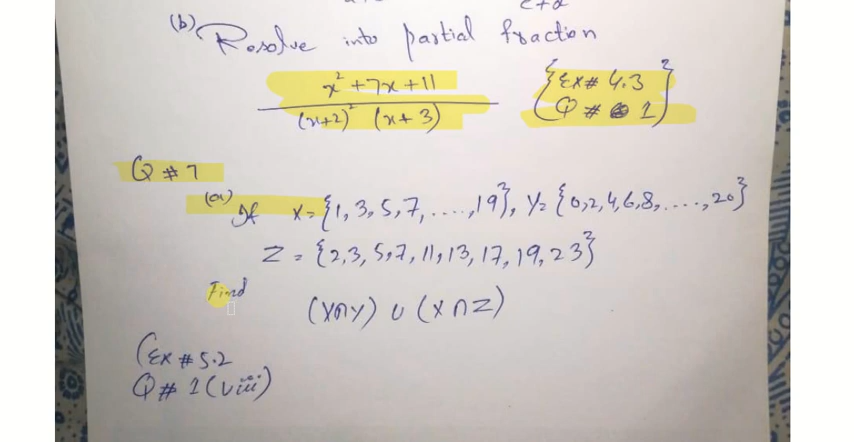 (b) Resolve into partial fraction
x² + 7x + 11
(x+2)² (x+3)
{Ex# 4.3
Q # 1}
Q # 7
(a) If X = {1, 3, 5, 7, ....., 19}, Y = {0, 2, 4, 6, 8, ....., 20}
Z = {2, 3, 5, 7, 11, 13, 17, 19, 23}
Find (X∩Y) ∪ (X∩Z)
(Ex # 5.2
Q # 1 (viii)